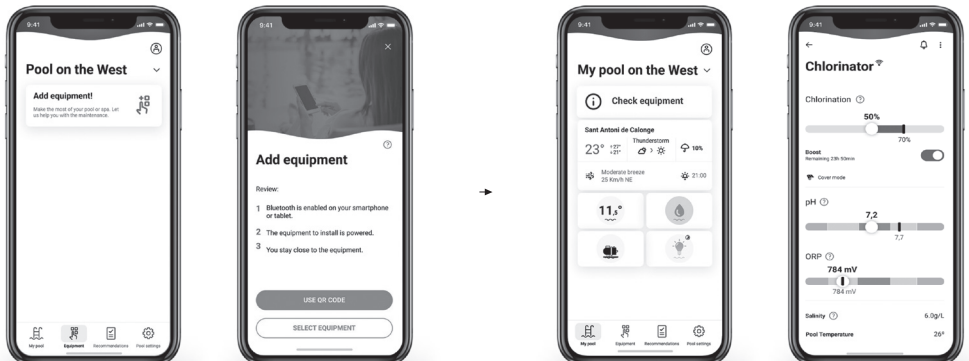 9:41
Pool on the West
Add equipment!
Make the most of your pool or spa. Let
us help you with the maintenance.
My pool
Equipment
Recommendations
Pool settings
9:41
Add equipment
Review:
1 Bluetooth is enabled on your smartphone
or tablet.
2 The equipment to install is powered.
3 You stay close to the equipment.
USE QR CODE
SELECT EQUIPMENT
9:41
My pool on the West
Check equipment
Sant Antoni de Calonge
23° +27° +21°
Thunderstorm
10%
Moderate breeze
25 Km/h NE
21:00
11,5°
My pool
Equipment
Recommendations
Pool settings
9:41
Chlorinator
Chlorination
50%
70%
Boost
Remaining 23h 50min
Cover mode
pH
7,2
7,7
ORP
784 mV
784 mV
Salinity 6.0g/L
Pool Temperature 26°